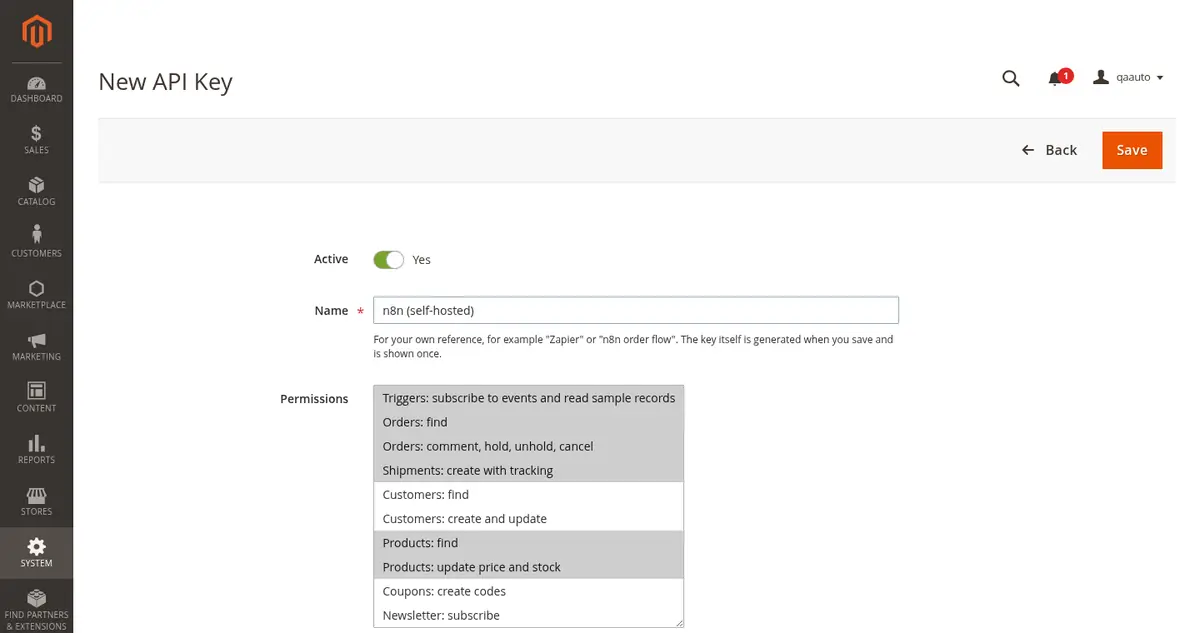 New API Key
1
qaauto
DASHBOARD
SALES
CATALOG
CUSTOMERS
MARKETPLACE
MARKETING
CONTENT
REPORTS
STORES
SYSTEM
FIND PARTNERS
& EXTENSIONS
Back
Save
Active
Yes
Name *
n8n (self-hosted)
For your own reference, for example "Zapier" or "n8n order flow". The key itself is generated when you save and
is shown once.
Permissions
Triggers: subscribe to events and read sample records
Orders: find
Orders: comment, hold, unhold, cancel
Shipments: create with tracking
Customers: find
Customers: create and update
Products: find
Products: update price and stock
Coupons: create codes
Newsletter: subscribe